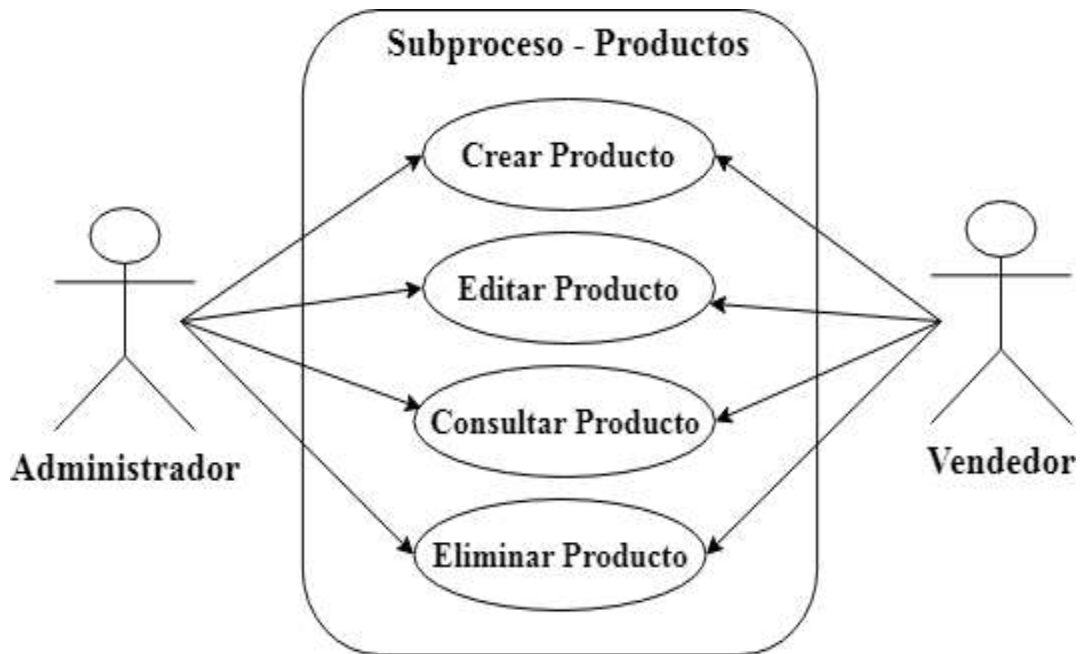 Subproceso - Productos
Crear Producto
Editar Producto
Consultar Producto
Eliminar Producto
Administrador
Vendedor